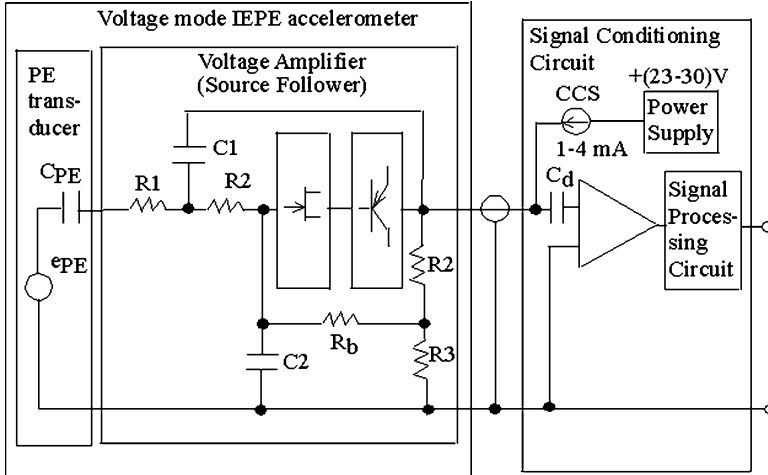 Voltage mode IEPE accelerometer
PE
trans-
ducer
Voltage Amplifier
(Source Follower)
Signal Conditioning
Circuit
+(23-30)V
CCS
Power
Supply
1-4 mA
C1
CPE
R1
R2
Cd
Signal
Proces-
sing
Circuit
ePE
R2
Rb
C2
R3